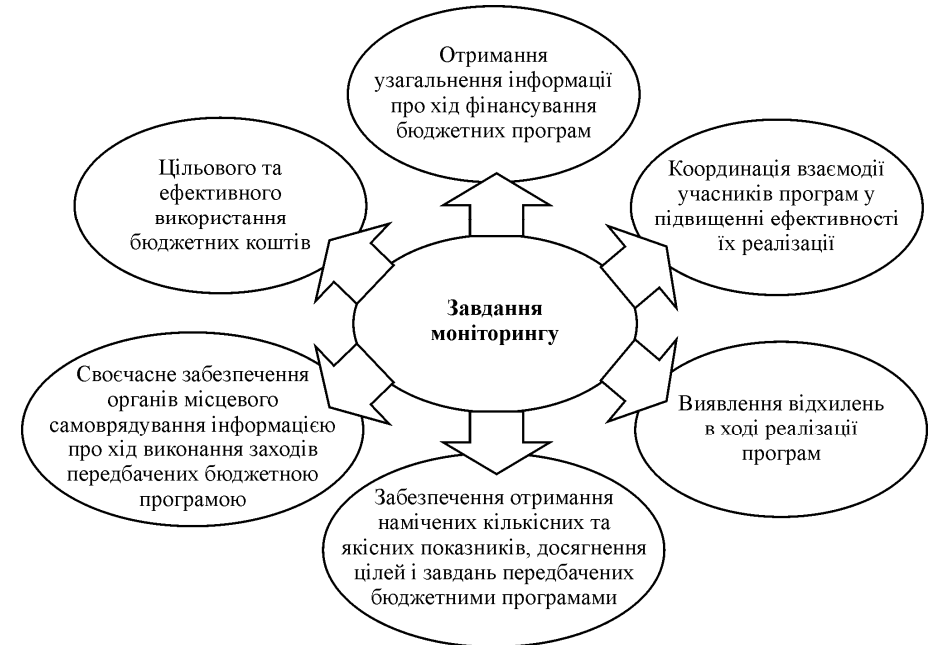 Отримання
узагальнення інформації
про хід фінансування
бюджетних програм
Цільового та
ефективного
використання
бюджетних коштів
Координація взаємодії
учасників програм у
підвищенні ефективності
їх реалізації
Завдання
моніторингу
Своєчасне забезпечення
органів місцевого
самоврядування інформацією
про хід виконання заходів
передбачених бюджетною
програмою
Виявлення відхилень
в ході реалізації
програм
Забезпечення отримання
намічених кількісних та
якісних показників, досягнення
цілей і завдань передбачених
бюджетними програмами